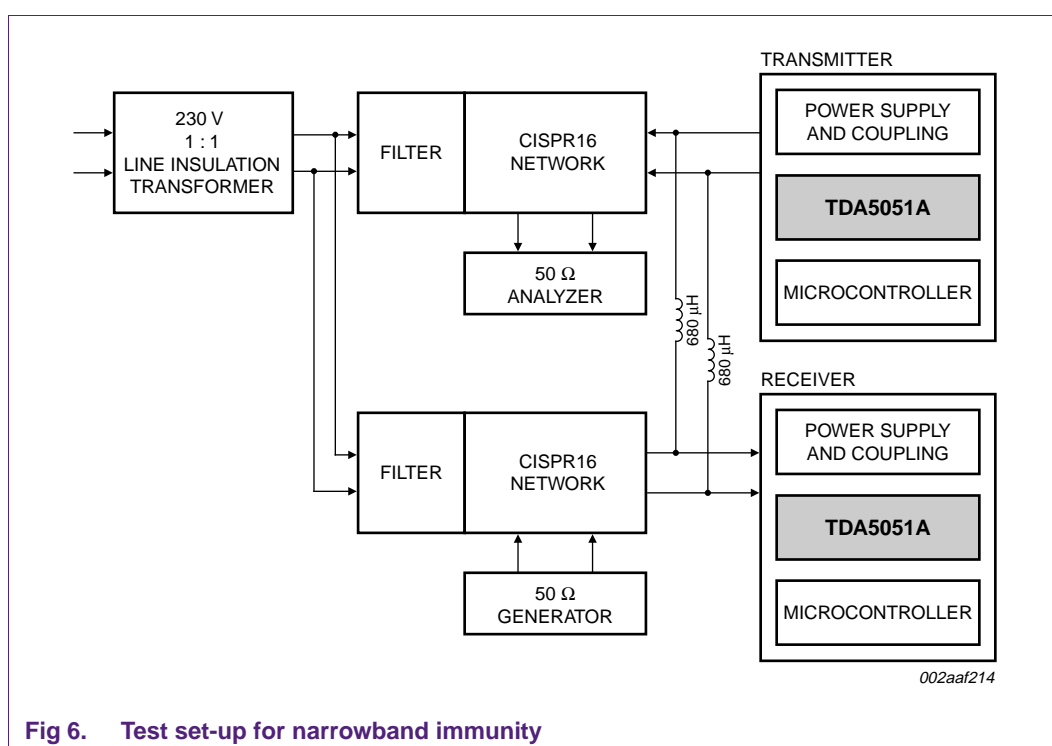 TRANSMITTER
230 V
1 : 1
LINE INSULATION
TRANSFORMER
FILTER
CISPR16
NETWORK
POWER SUPPLY
AND COUPLING
TDA5051A
MICROCONTROLLER
50 Ω
ANALYZER
680 μH
680 μH
RECEIVER
FILTER
CISPR16
NETWORK
POWER SUPPLY
AND COUPLING
TDA5051A
MICROCONTROLLER
50 Ω
GENERATOR
002aaf214
Fig 6. Test set-up for narrowband immunity